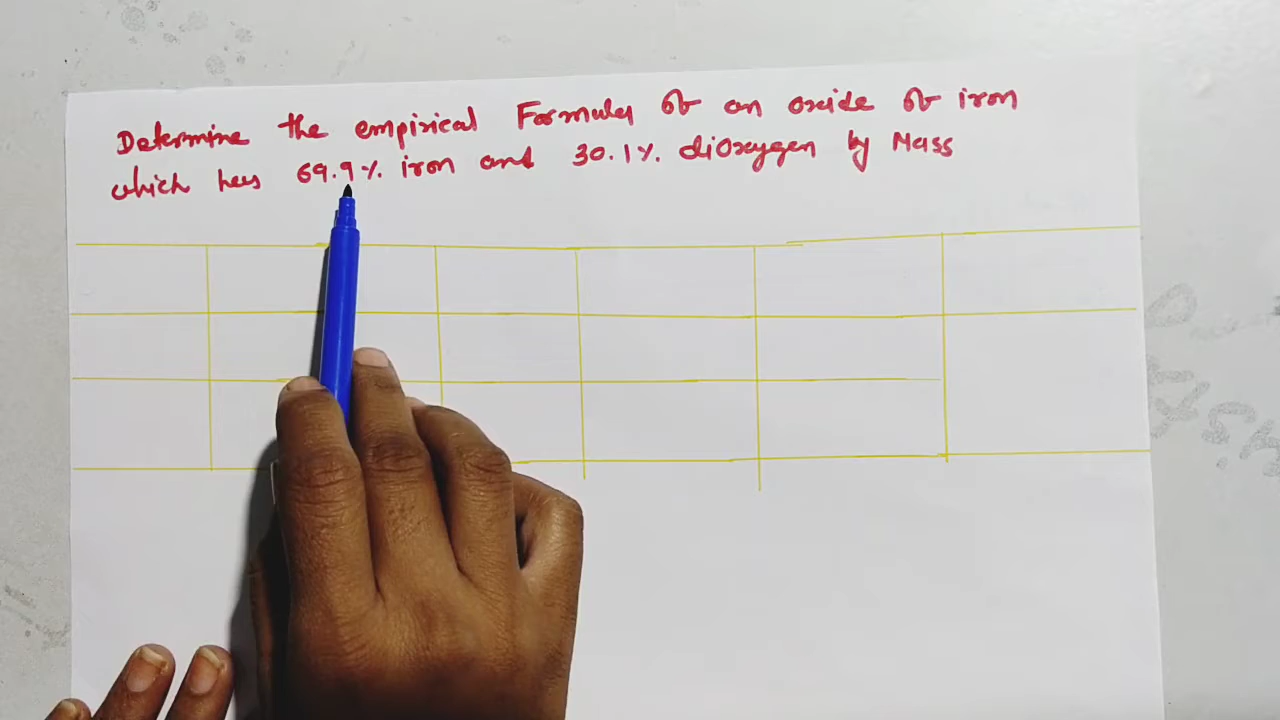 Determine the empirical Formula of an oxide of iron
which has 69.9% iron and 30.1% dioxygen by Mass